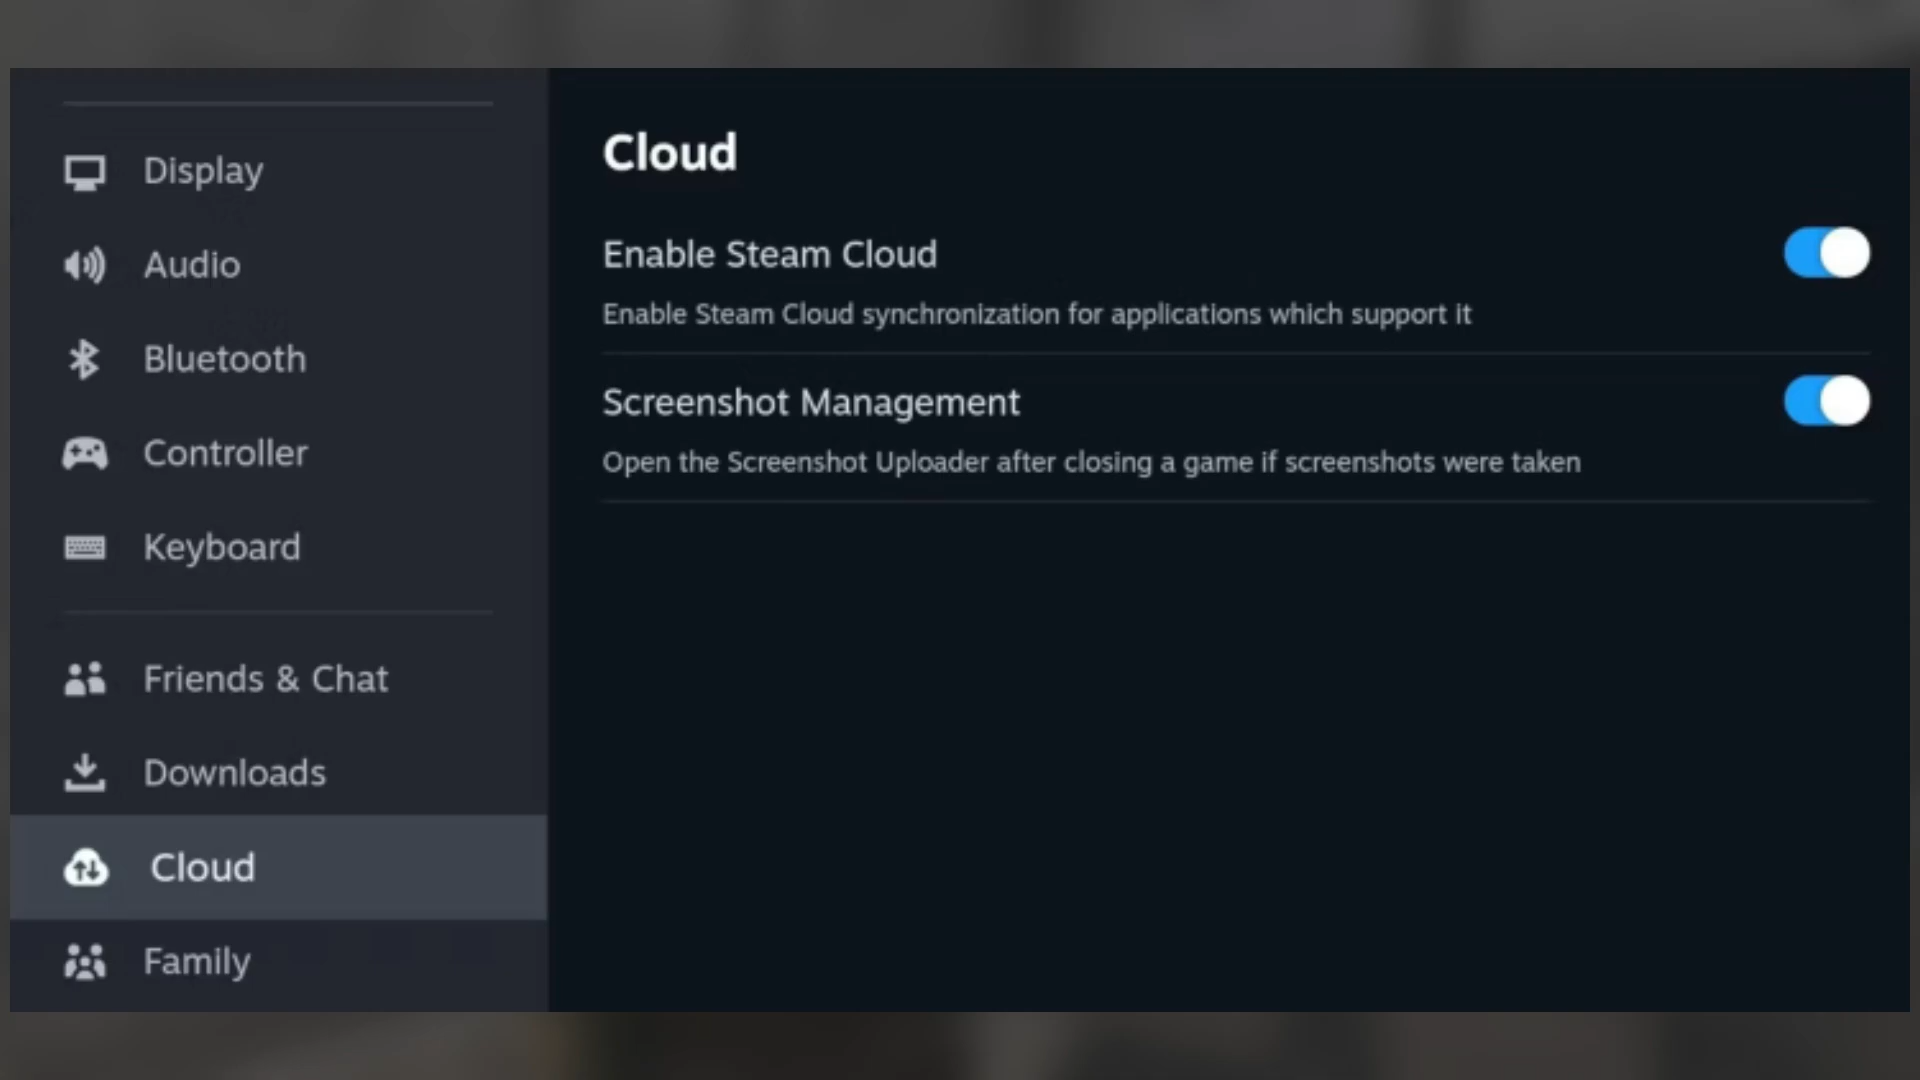 Display
Audio
Bluetooth
Controller
Keyboard
Friends & Chat
Downloads
Cloud
Family
Cloud
Enable Steam Cloud
Enable Steam Cloud synchronization for applications which support it
Screenshot Management
Open the Screenshot Uploader after closing a game if screenshots were taken